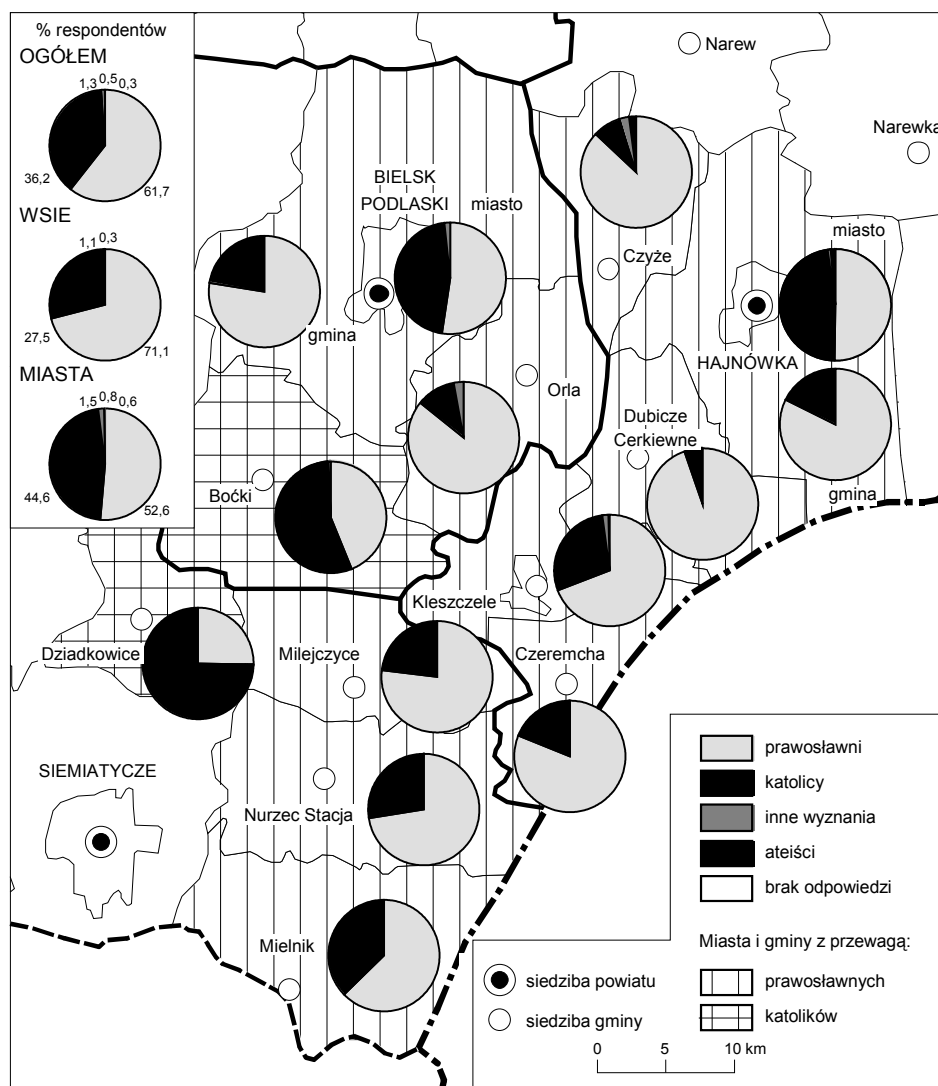 % respondentów
OGÓŁEM
1,3 0,5 0,3
36,2
61,7
WSIE
1,1 0,3
27,5
71,1
MIASTA
1,5 0,8 0,6
44,6
52,6
Narew
Narewka
BIELSK
PODLASKI
miasto
gmina
Czyże
miasto
HAJNÓWKA
gmina
Orla
Dubicze
Cerkiewne
Boćki
Kleszczele
Dziadkowice
Milejczyce
Czeremcha
SIEMIATYCZE
Nurzec Stacja
Mielnik
prawosławni
katolicy
inne wyznania
ateiści
brak odpowiedzi
Miasta i gminy z przewagą:
prawosławnych
katolików
siedziba powiatu
siedziba gminy
0 5 10 km